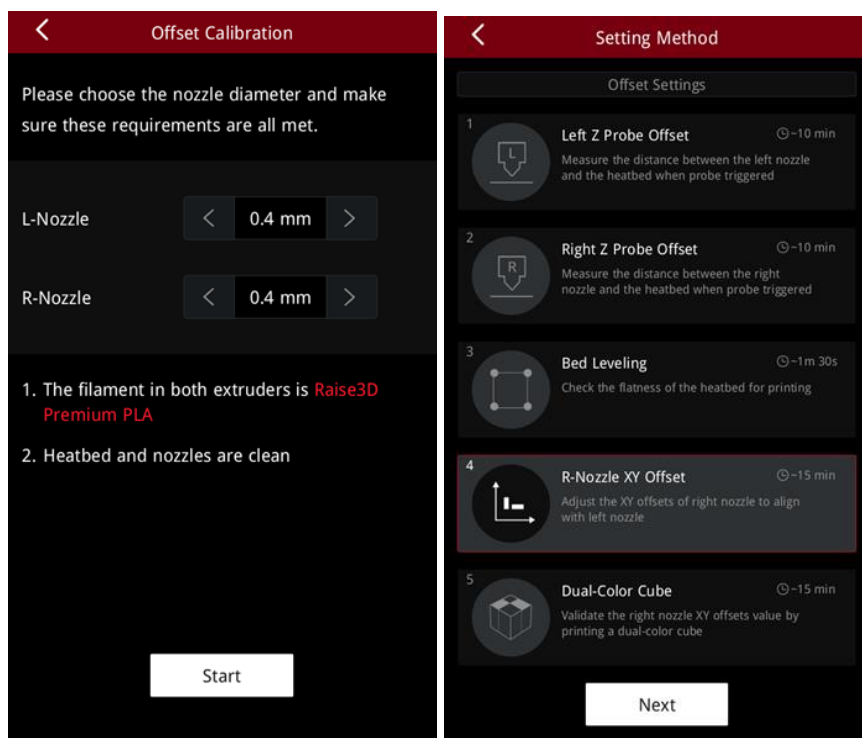 Offset Calibration
Please choose the nozzle diameter and make
sure these requirements are all met.
L-Nozzle
0.4 mm
R-Nozzle
0.4 mm
1. The filament in both extruders is Raise3D
Premium PLA
2. Heatbed and nozzles are clean
Start
Setting Method
Offset Settings
1
L
Left Z Probe Offset
~10 min
Measure the distance between the left nozzle
and the heatbed when probe triggered
2
R
Right Z Probe Offset
~10 min
Measure the distance between the right
nozzle and the heatbed when probe triggered
3
Bed Leveling
~1m 30s
Check the flatness of the heatbed for printing
4
R-Nozzle XY Offset
~15 min
Adjust the XY offsets of right nozzle to align
with left nozzle
5
Dual-Color Cube
~15 min
Validate the right nozzle XY offsets value by
printing a dual-color cube
Next